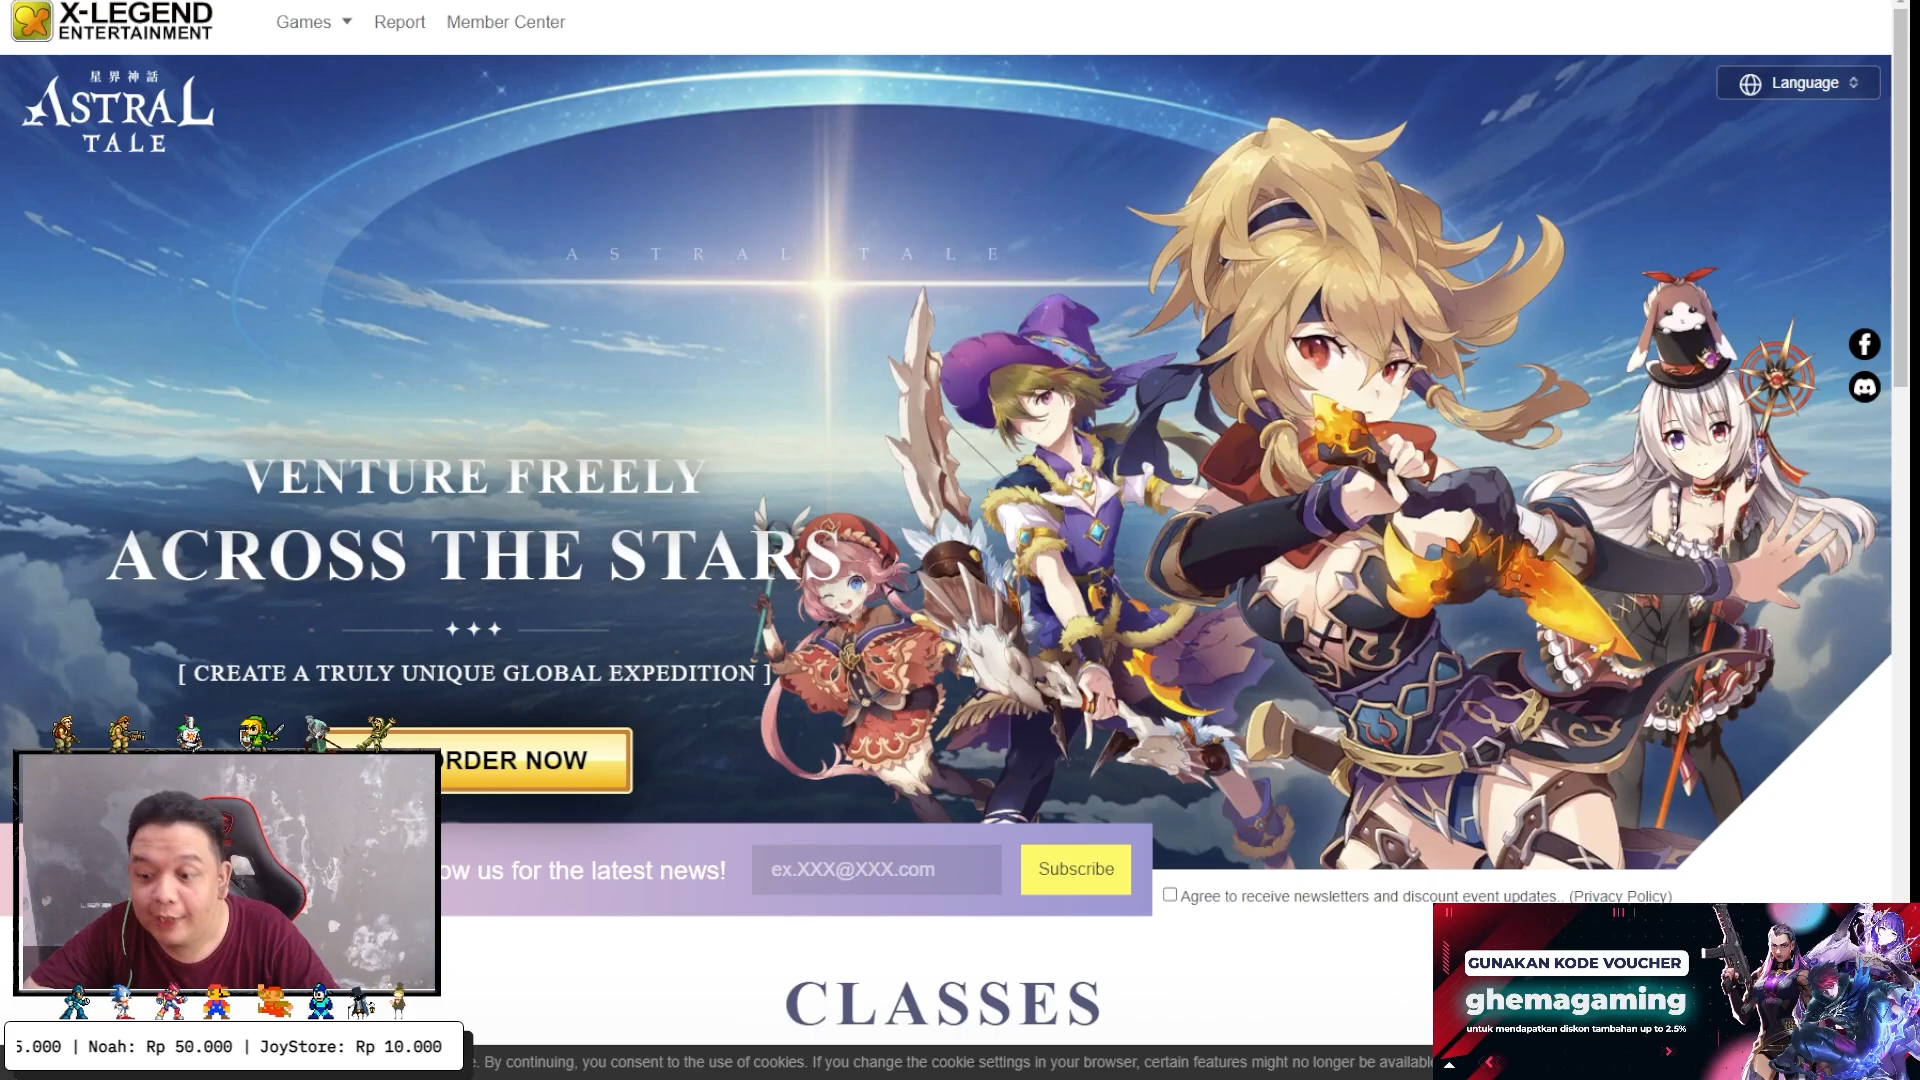 X-LEGEND
ENTERTAINMENT
Games
Report
Member Center
星界神話
ASTRAL
TALE
Language
ASTRAL TALE
VENTURE FREELY
ACROSS THE STARS
[ CREATE A TRULY UNIQUE GLOBAL EXPEDITION ]
RDER NOW
ow us for the latest news!
ex.XXX@XXX.com
Subscribe
Agree to receive newsletters and discount event updates.. (Privacy Policy)
CLASSES
GUNAKAN KODE VOUCHER
ghemagaming
untuk mendapatkan diskon tambahan up to 2.5%
5.000 | Noah: Rp 50.000 | JoyStore: Rp 10.000
e. By continuing, you consent to the use of cookies. If you change the cookie settings in your browser, certain features might no longer be available